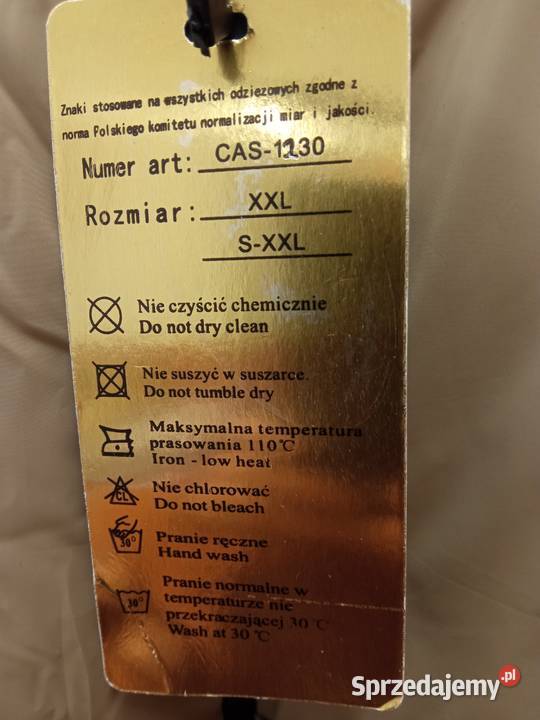 Znaki stosowane na wszystkich odzieżowych zgodne z
norma Polskiego komitetu normalizacji miar i jakości.
Numer art: CAS-1230
Rozmiar: XXL
S-XXL
Nie czyścić chemicznie
Do not dry clean
Nie suszyć w suszarce.
Do not tumble dry
Maksymalna temperatura
prasowania 110℃
Iron - low heat
CL
Nie chlorować
Do not bleach
30°
Pranie ręczne
Hand wash
30°
Pranie normalne w
temperaturze nie
przekraczającej 30 ℃
Wash at 30 ℃
Sprzedajemy.pl